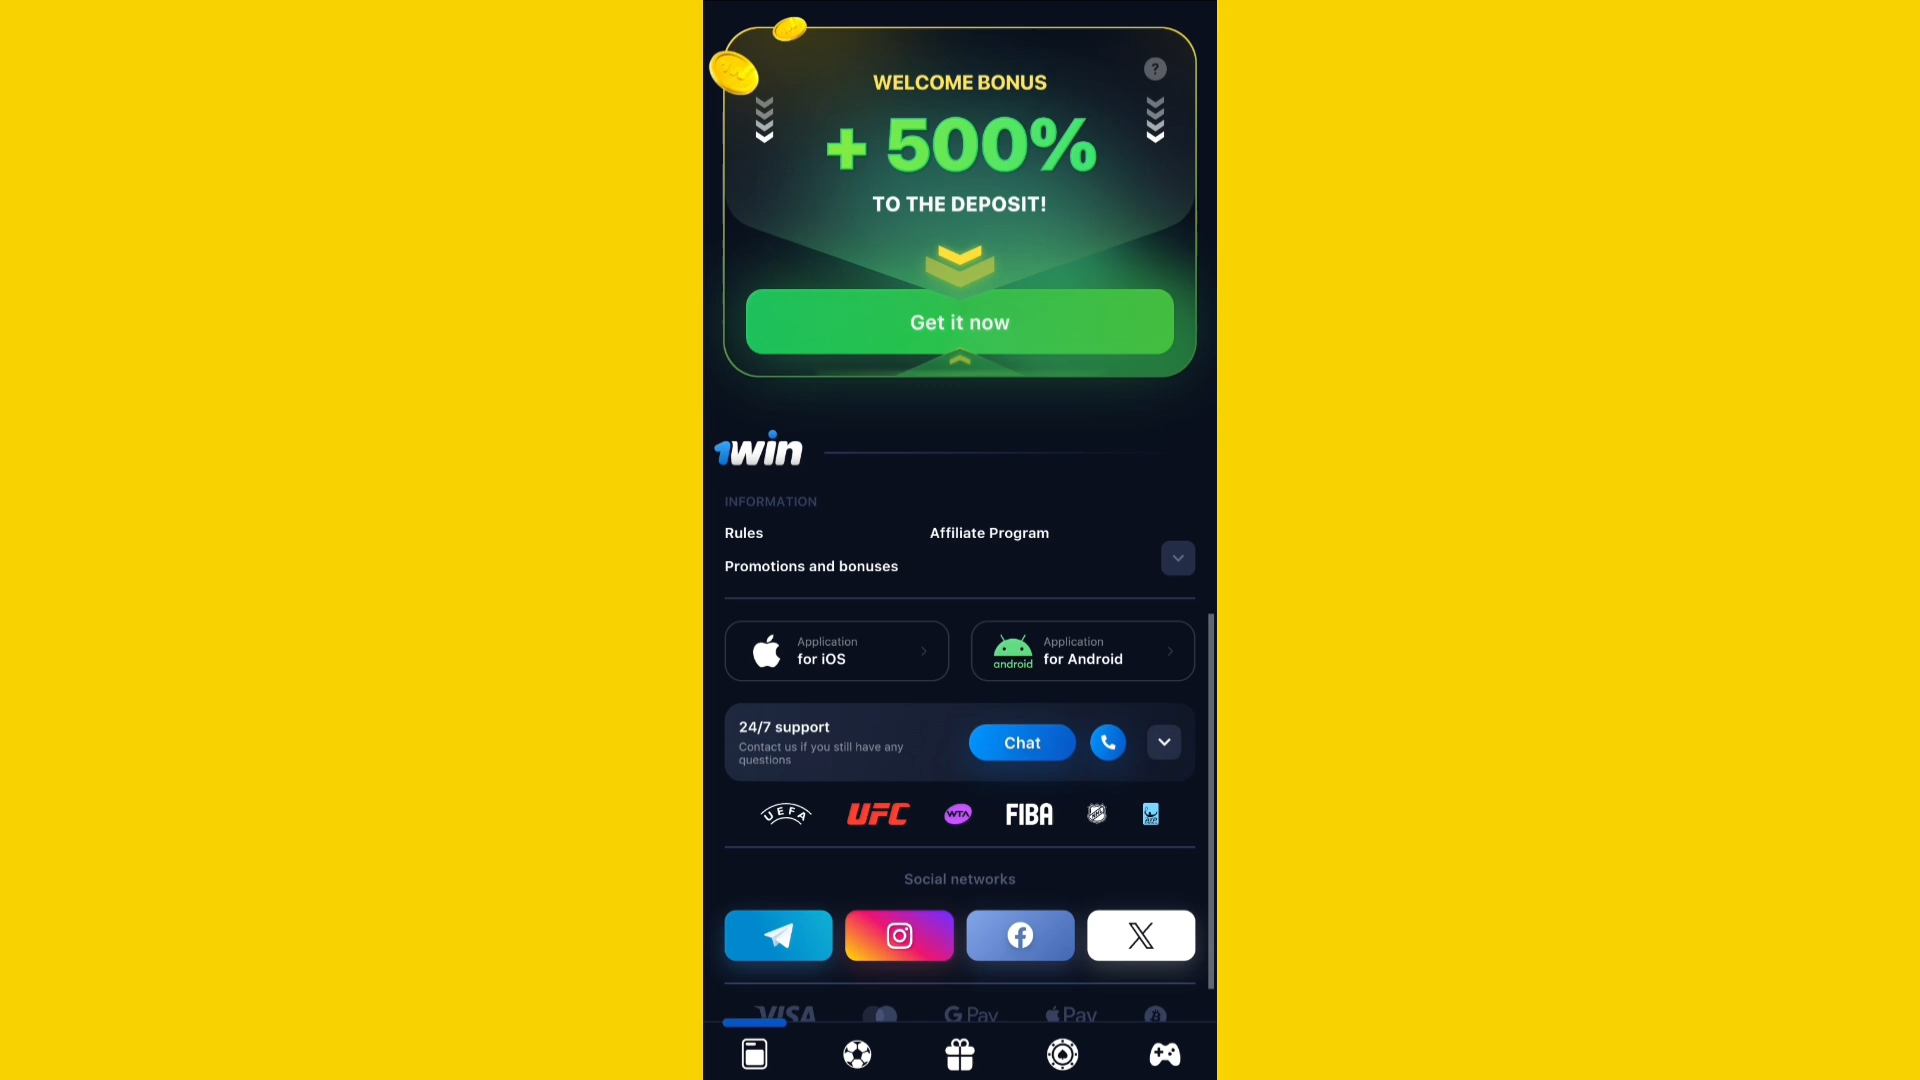 WELCOME BONUS
?
+ 500%
TO THE DEPOSIT!
Get it now
1win
INFORMATION
Rules
Affiliate Program
Promotions and bonuses
Application
for iOS
android
Application
for Android
24/7 support
Contact us if you still have any
questions
Chat
UEFA
UFC
WTA
FIBA
NHL
ATP
Social networks
VISA
G Pay
Pay